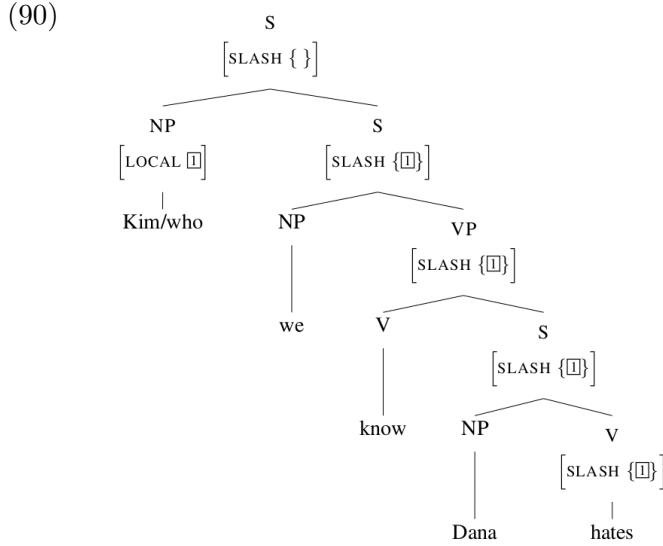 (90)
S
[SLASH { }]
NP S
[LOCAL 1] [SLASH {1}]
Kim/who NP VP
[SLASH {1}]
we V S
[SLASH {1}]
know NP V
[SLASH {1}]
Dana hates